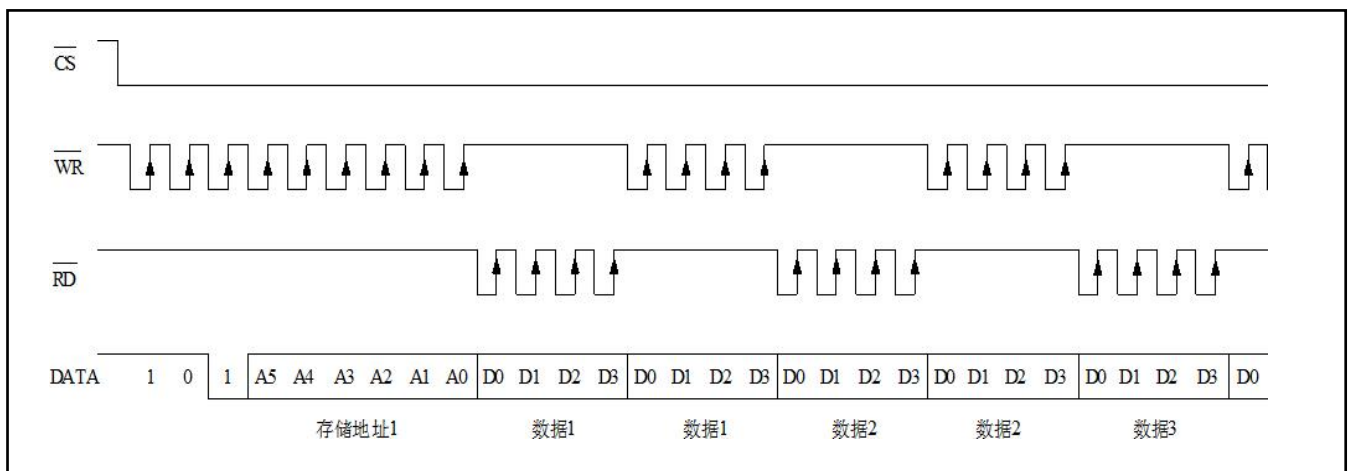 CS
WR
RD
DATA 1 0 1 A5 A4 A3 A2 A1 A0 D0 D1 D2 D3 D0 D1 D2 D3 D0 D1 D2 D3 D0 D1 D2 D3 D0 D1 D2 D3 D0
存储地址1 数据1 数据1 数据2 数据2 数据3